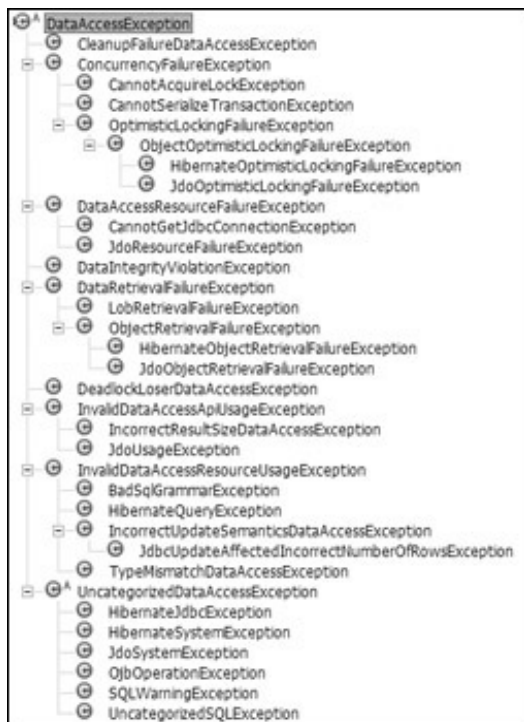 DataAccessException
CleanupFailureDataAccessException
ConcurrencyFailureException
CannotAcquireLockException
CannotSerializeTransactionException
OptimisticLockingFailureException
ObjectOptimisticLockingFailureException
HibernateOptimisticLockingFailureException
JdoOptimisticLockingFailureException
DataAccessResourceFailureException
CannotGetJdbcConnectionException
JdoResourceFailureException
DataIntegrityViolationException
DataRetrievalFailureException
LobRetrievalFailureException
ObjectRetrievalFailureException
HibernateObjectRetrievalFailureException
JdoObjectRetrievalFailureException
DeadlockLoserDataAccessException
InvalidDataAccessApiUsageException
IncorrectResultSizeDataAccessException
JdoUsageException
InvalidDataAccessResourceUsageException
BadSqlGrammarException
HibernateQueryException
IncorrectUpdateSemanticsDataAccessException
JdbcUpdateAffectedIncorrectNumberOfRowsException
TypeMismatchDataAccessException
UncategorizedDataAccessException
HibernateJdbcException
HibernateSystemException
JdoSystemException
OjbOperationException
SQLWarningException
UncategorizedSQLException